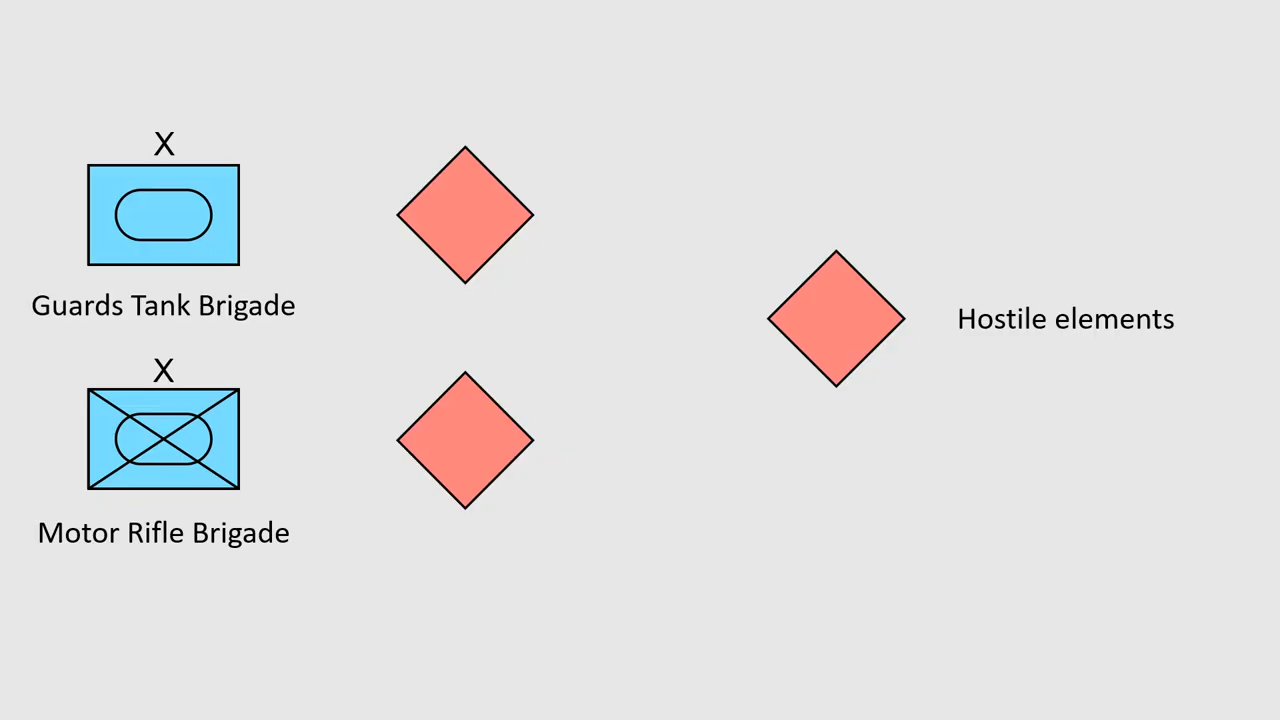 X
Guards Tank Brigade
Hostile elements
X
Motor Rifle Brigade